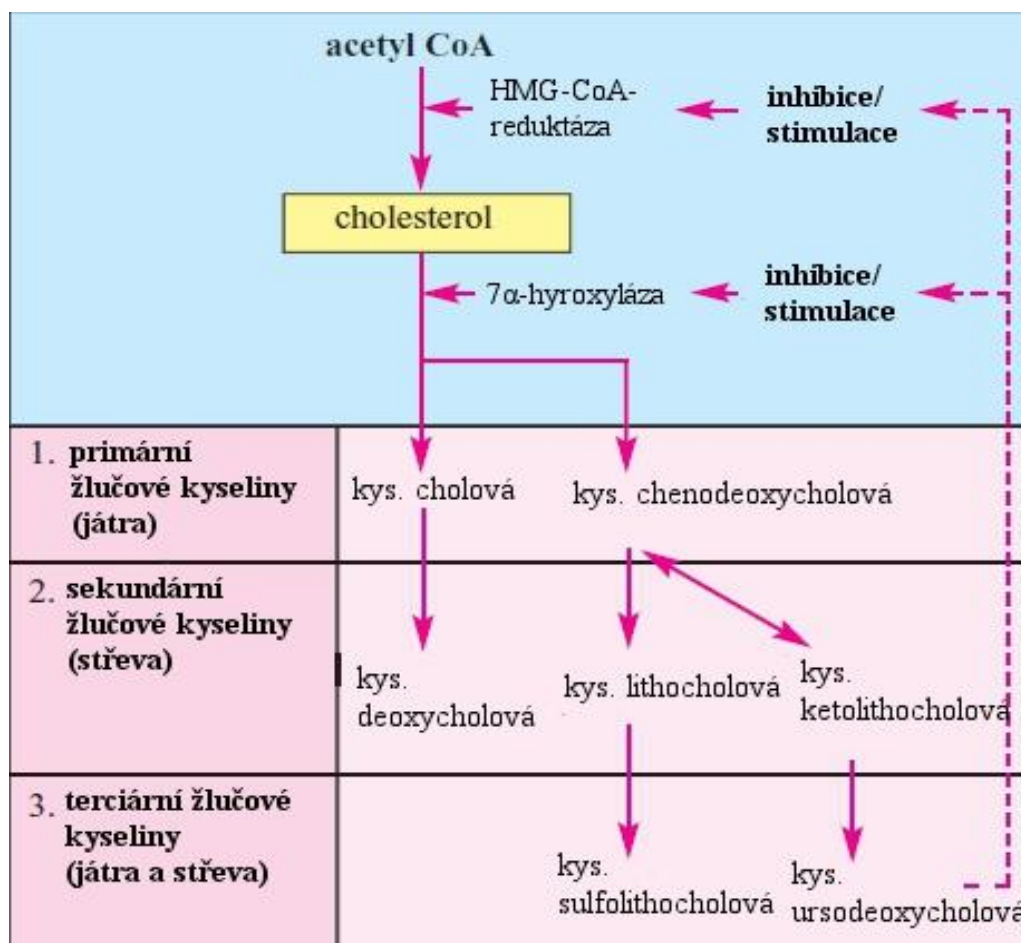 acetyl CoA
HMG-CoA-
reduktáza
inhibice/
stimulace
cholesterol
7α-hyroxyláza
inhibice/
stimulace
1. primární
žlučové kyseliny
(játra)
kys. cholová
kys. chenodeoxycholová
2. sekundární
žlučové kyseliny
(střeva)
kys.
deoxycholová
kys. lithocholová
kys.
ketolithocholová
3. terciární žlučové
kyseliny
(játra a střeva)
kys.
sulfolithocholová
kys.
ursodeoxycholová